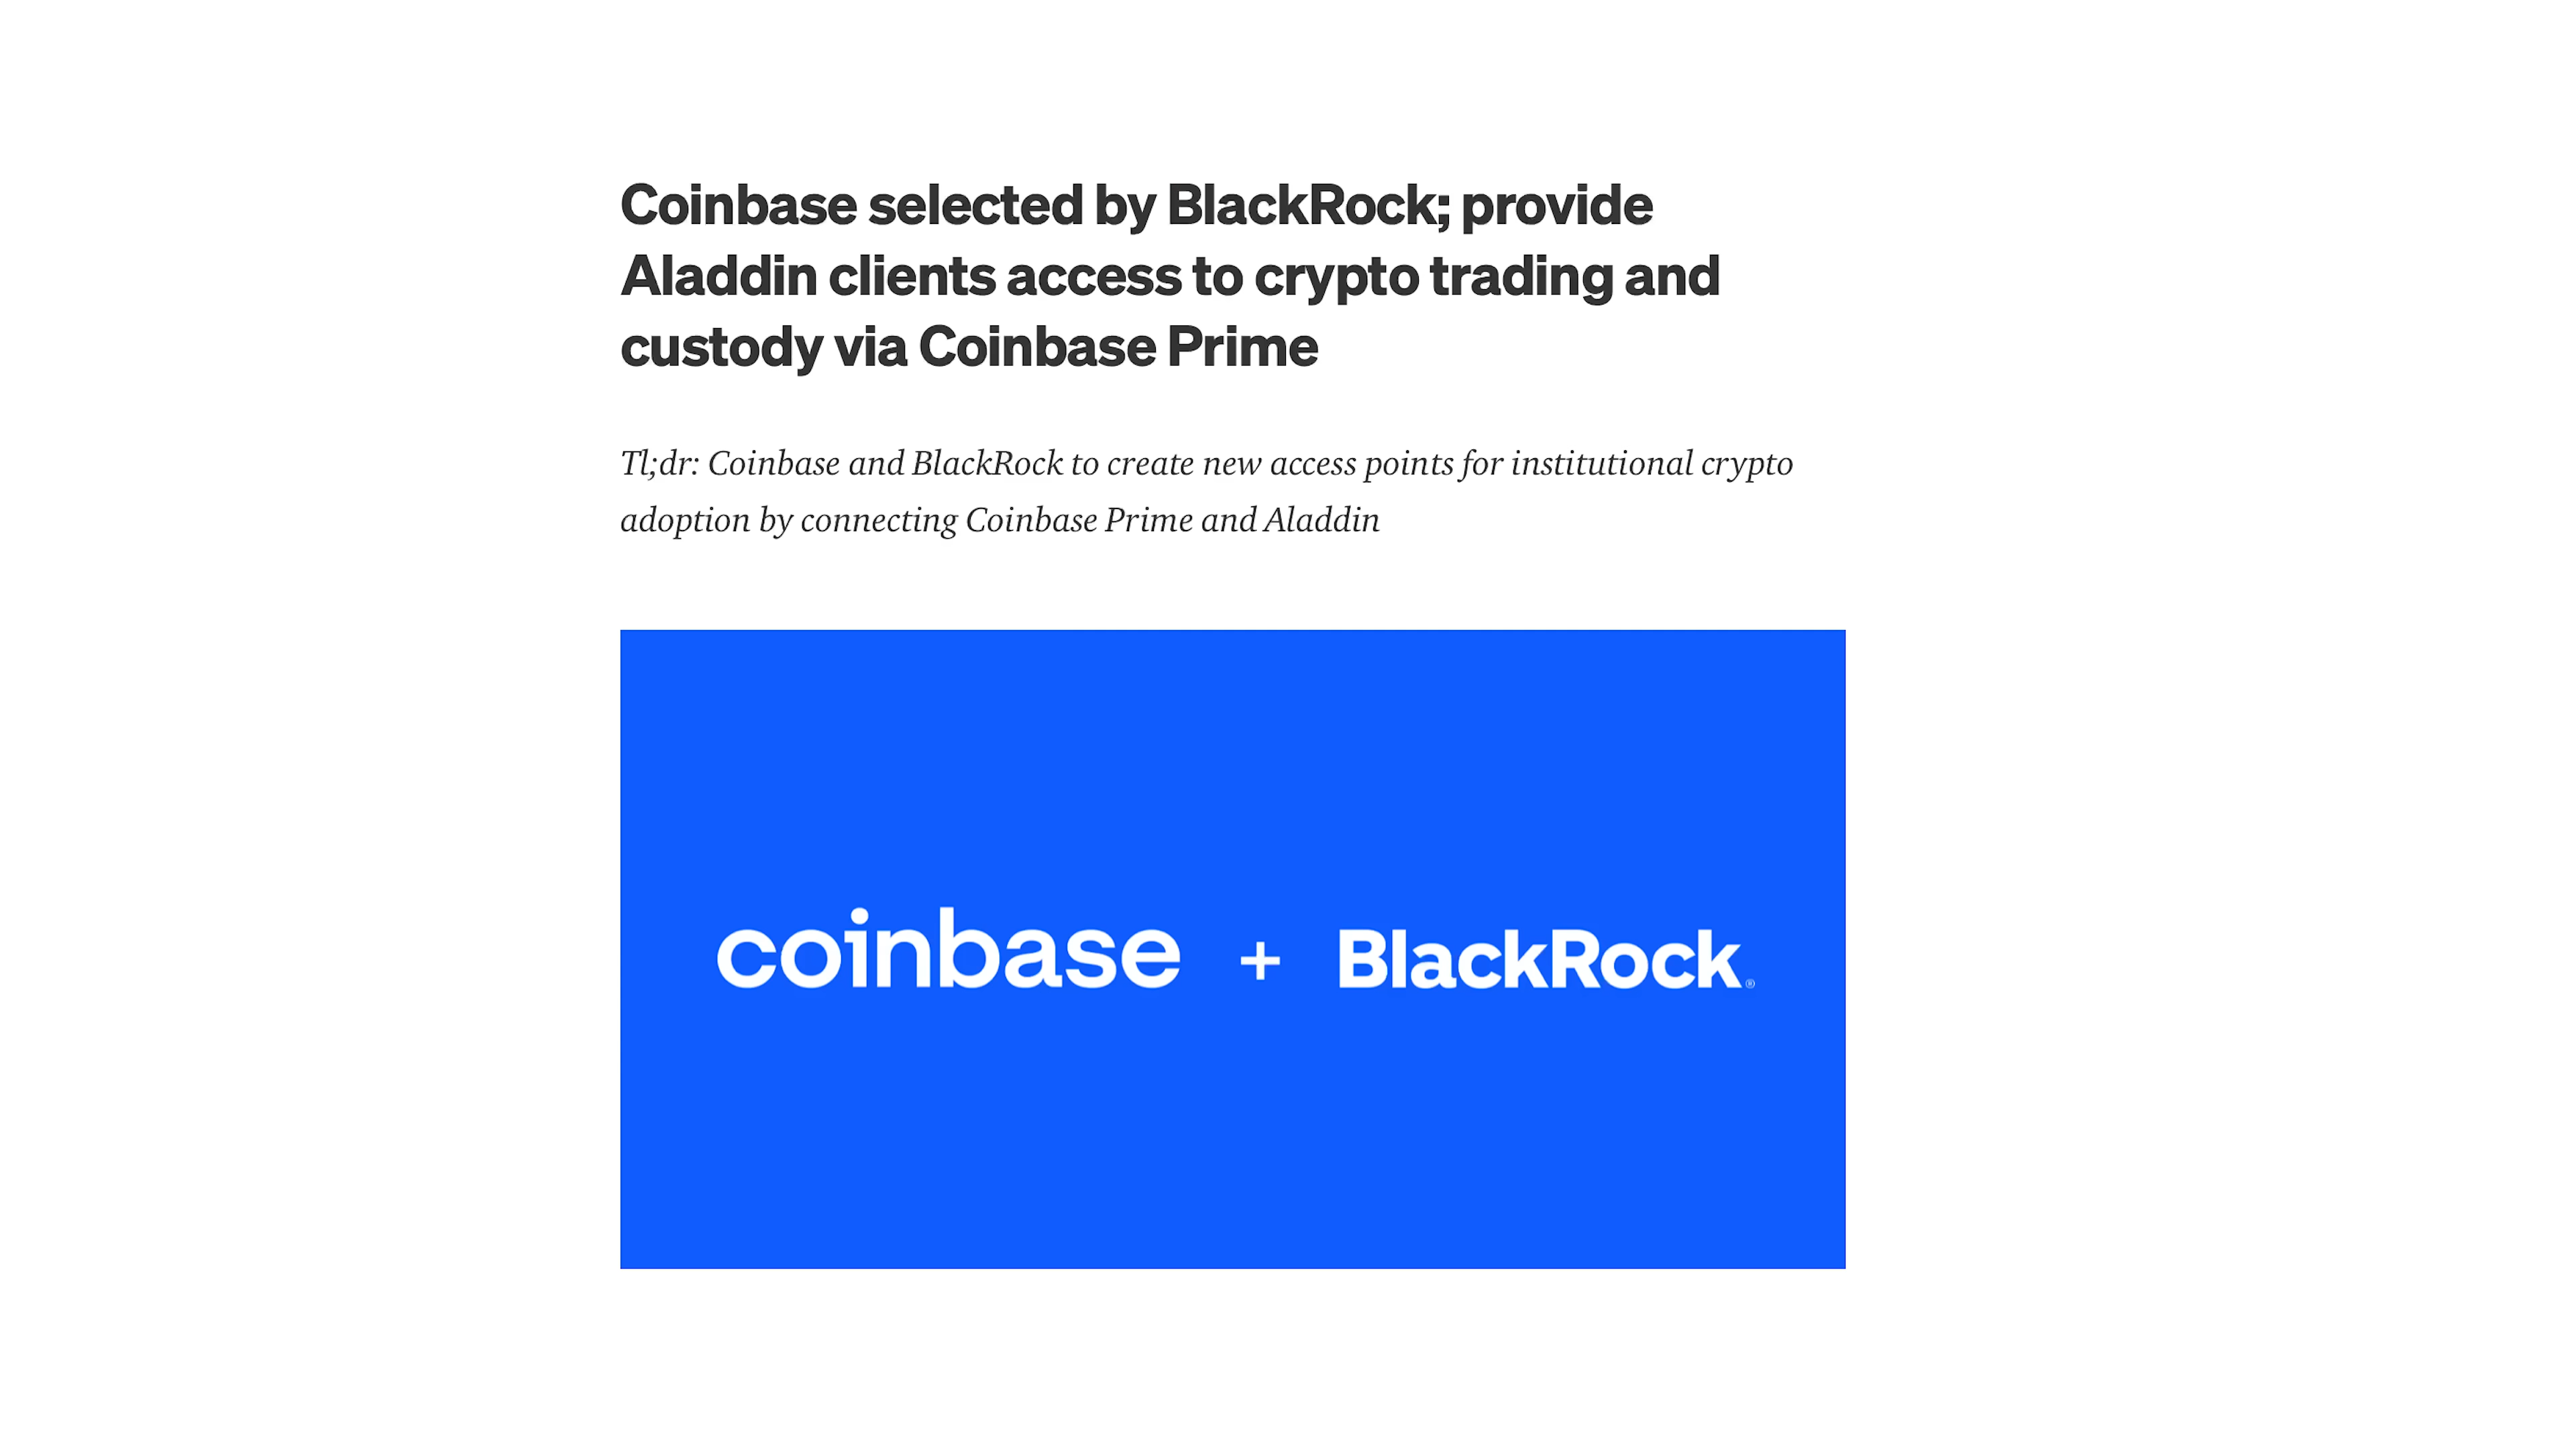 Coinbase selected by BlackRock; provide
Aladdin clients access to crypto trading and
custody via Coinbase Prime
Tl;dr: Coinbase and BlackRock to create new access points for institutional crypto
adoption by connecting Coinbase Prime and Aladdin
coinbase + BlackRock®